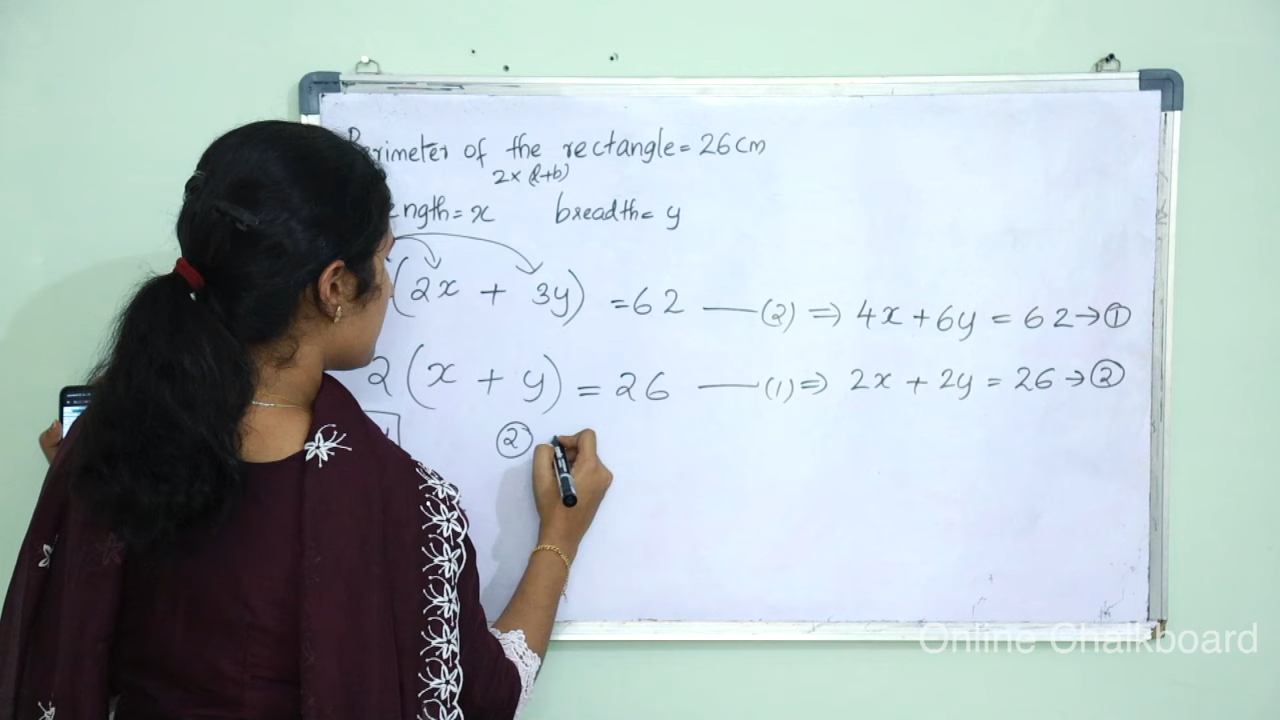 Perimeter of the rectangle = 26 cm
2 × (l+b)
length = x breadth = y
(2x + 3y) = 62 — (2) ⇒ 4x + 6y = 62 → ①
2(x + y) = 26 — (1) ⇒ 2x + 2y = 26 → ②
②
Online Chalkboard